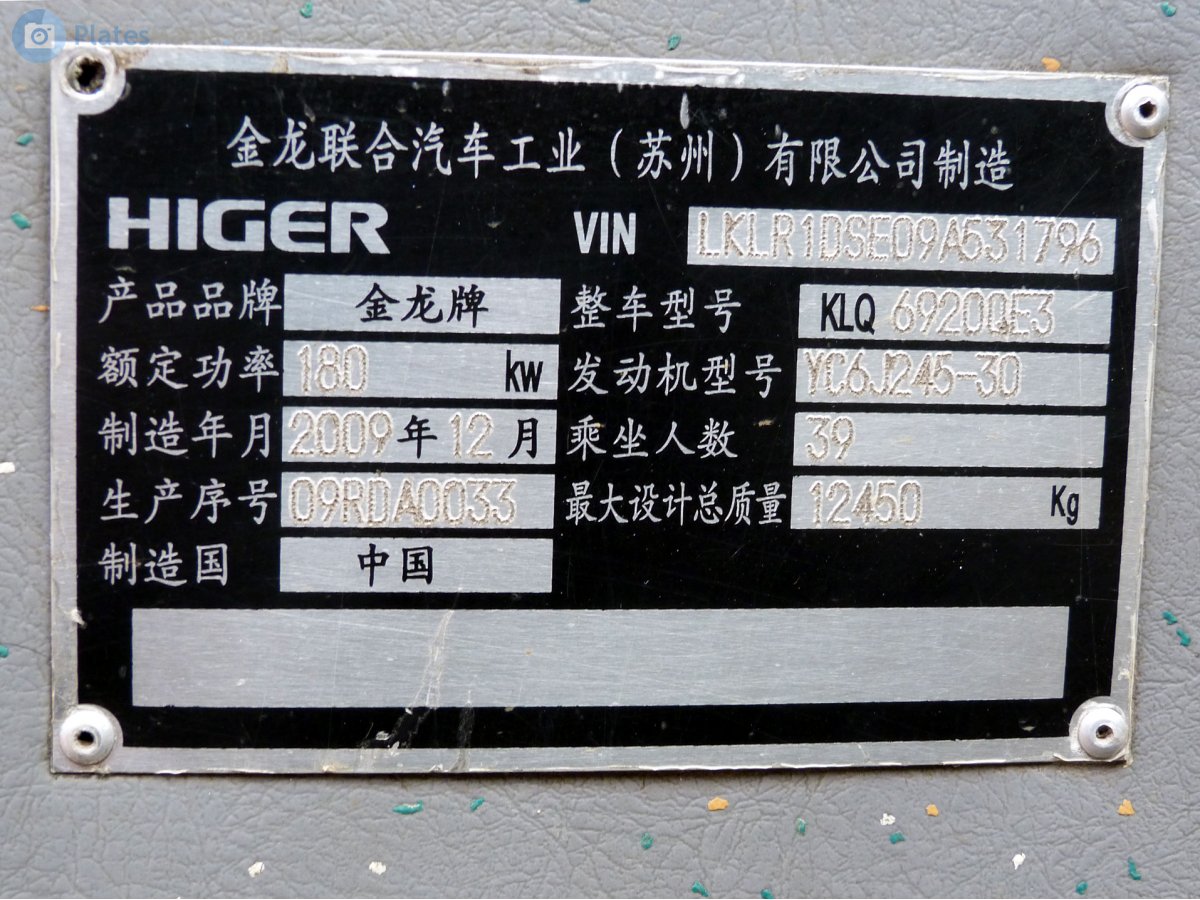 Plates
金龙联合汽车工业（苏州）有限公司制造
HIGER VIN LKLR1DSE09A531796
产品品牌 金龙牌 整车型号 KLQ 6920QE3
额定功率 180 kw 发动机型号 YC6J245-30
制造年月 2009年12月 乘坐人数 39
生产序号 09RDA0033 最大设计总质量 12450 Kg
制造国 中国